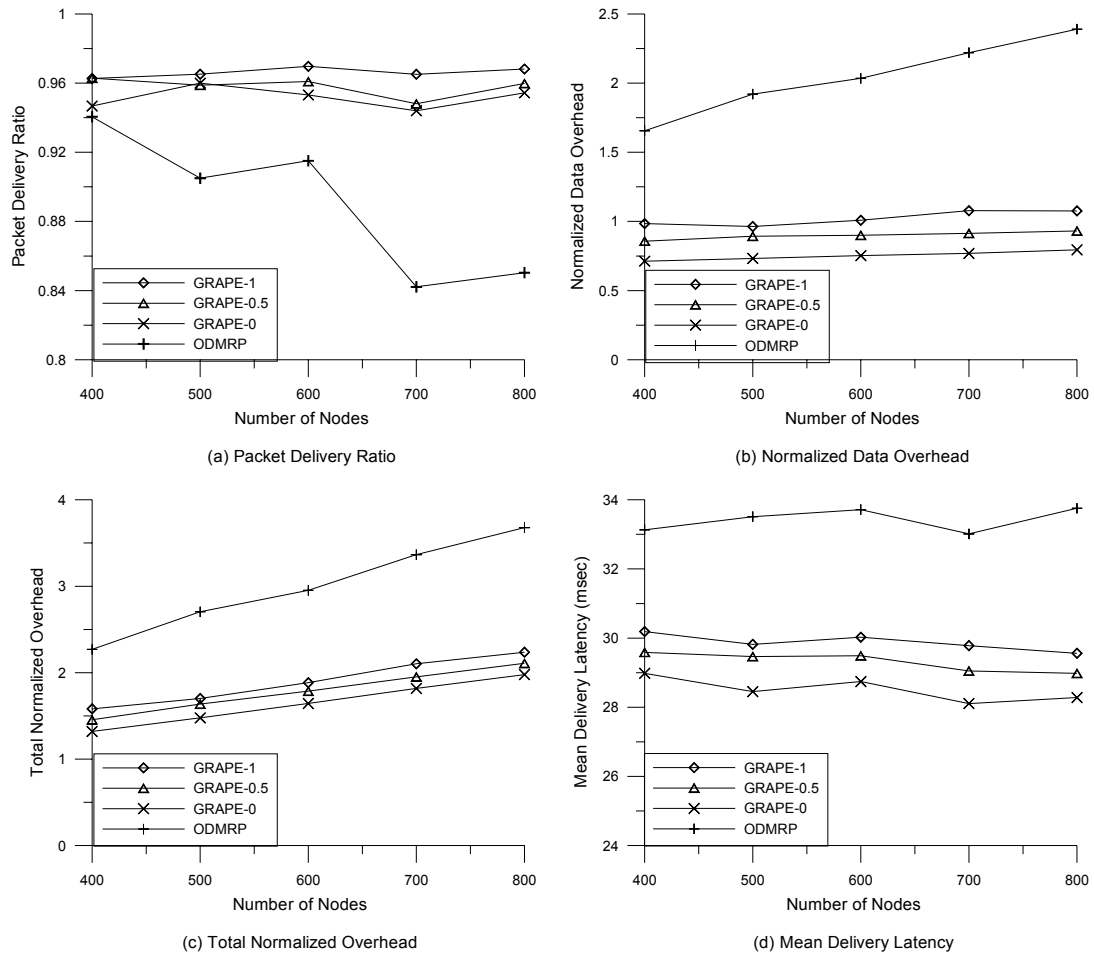 1
0.96
0.92
0.88
0.84
0.8
Packet Delivery Ratio
GRAPE-1
GRAPE-0.5
GRAPE-0
ODMRP
400 500 600 700 800
Number of Nodes
(a) Packet Delivery Ratio
2.5
2
1.5
1
0.5
0
Normalized Data Overhead
GRAPE-1
GRAPE-0.5
GRAPE-0
ODMRP
400 500 600 700 800
Number of Nodes
(b) Normalized Data Overhead
4
3
2
1
0
Total Normalized Overhead
GRAPE-1
GRAPE-0.5
GRAPE-0
ODMRP
400 500 600 700 800
Number of Nodes
(c) Total Normalized Overhead
34
32
30
28
26
24
Mean Delivery Latency (msec)
GRAPE-1
GRAPE-0.5
GRAPE-0
ODMRP
400 500 600 700 800
Number of Nodes
(d) Mean Delivery Latency